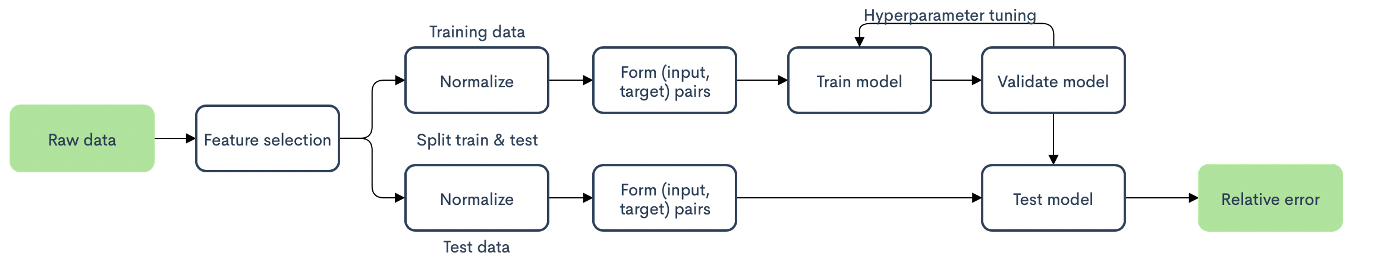 Hyperparameter tuning
Training data
Normalize
Form (input,
target) pairs
Train model
Validate model
Raw data
Feature selection
Split train & test
Normalize
Form (input,
target) pairs
Test model
Relative error
Test data